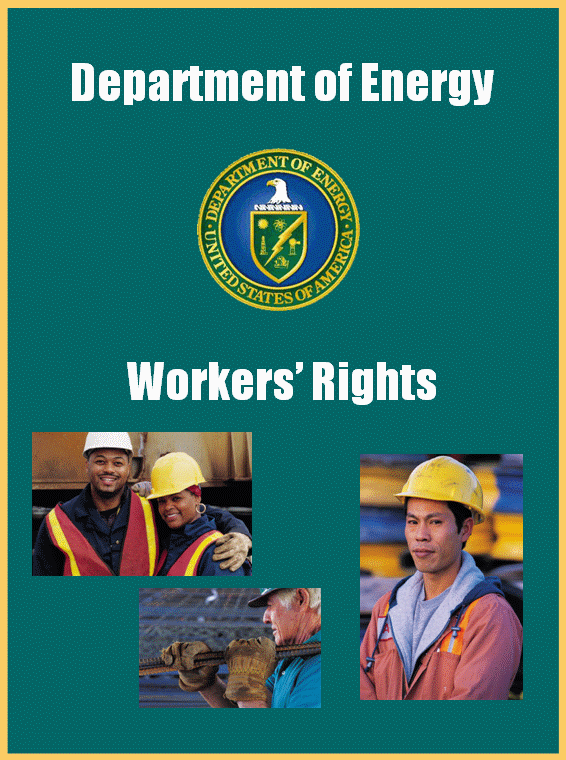 Department of Energy
DEPARTMENT OF ENERGY
UNITED STATES OF AMERICA
Workers’ Rights